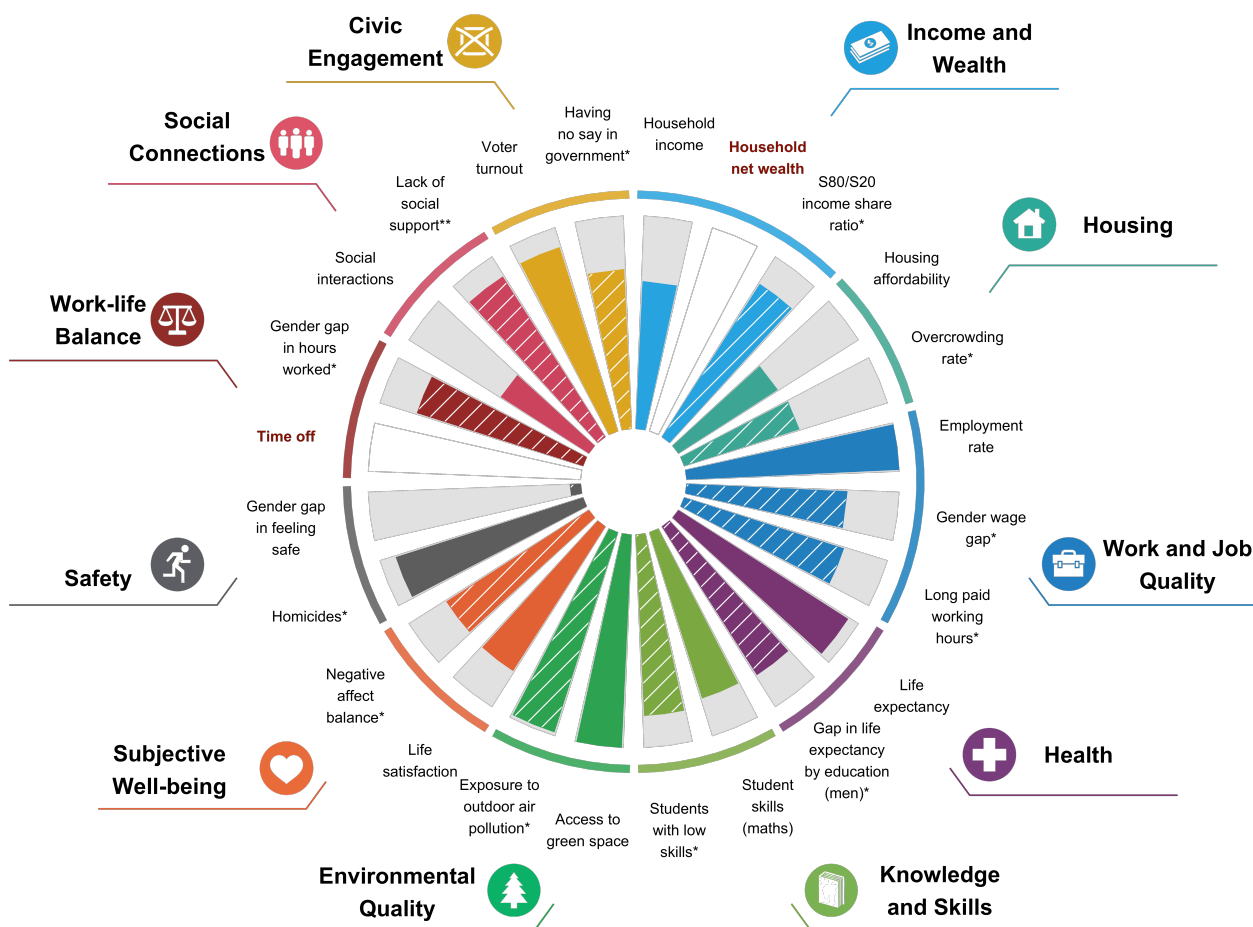 Civic
Engagement
Income and
Wealth
Social
Connections
Having
no say in
government*
Household
income
Household
net wealth
Voter
turnout
Lack of
social
support**
S80/S20
income share
ratio*
Housing
Social
interactions
Housing
affordability
Work-life
Balance
Gender gap
in hours
worked*
Overcrowding
rate*
Time off
Employment
rate
Gender gap
in feeling
safe
Gender wage
gap*
Safety
Work and Job
Quality
Homicides*
Long paid
working
hours*
Negative
affect
balance*
Life
expectancy
Subjective
Well-being
Life
satisfaction
Gap in life
expectancy
by education
(men)*
Health
Exposure to
outdoor air
pollution*
Access to
green space
Students
with low
skills*
Student
skills
(maths)
Environmental
Quality
Knowledge
and Skills